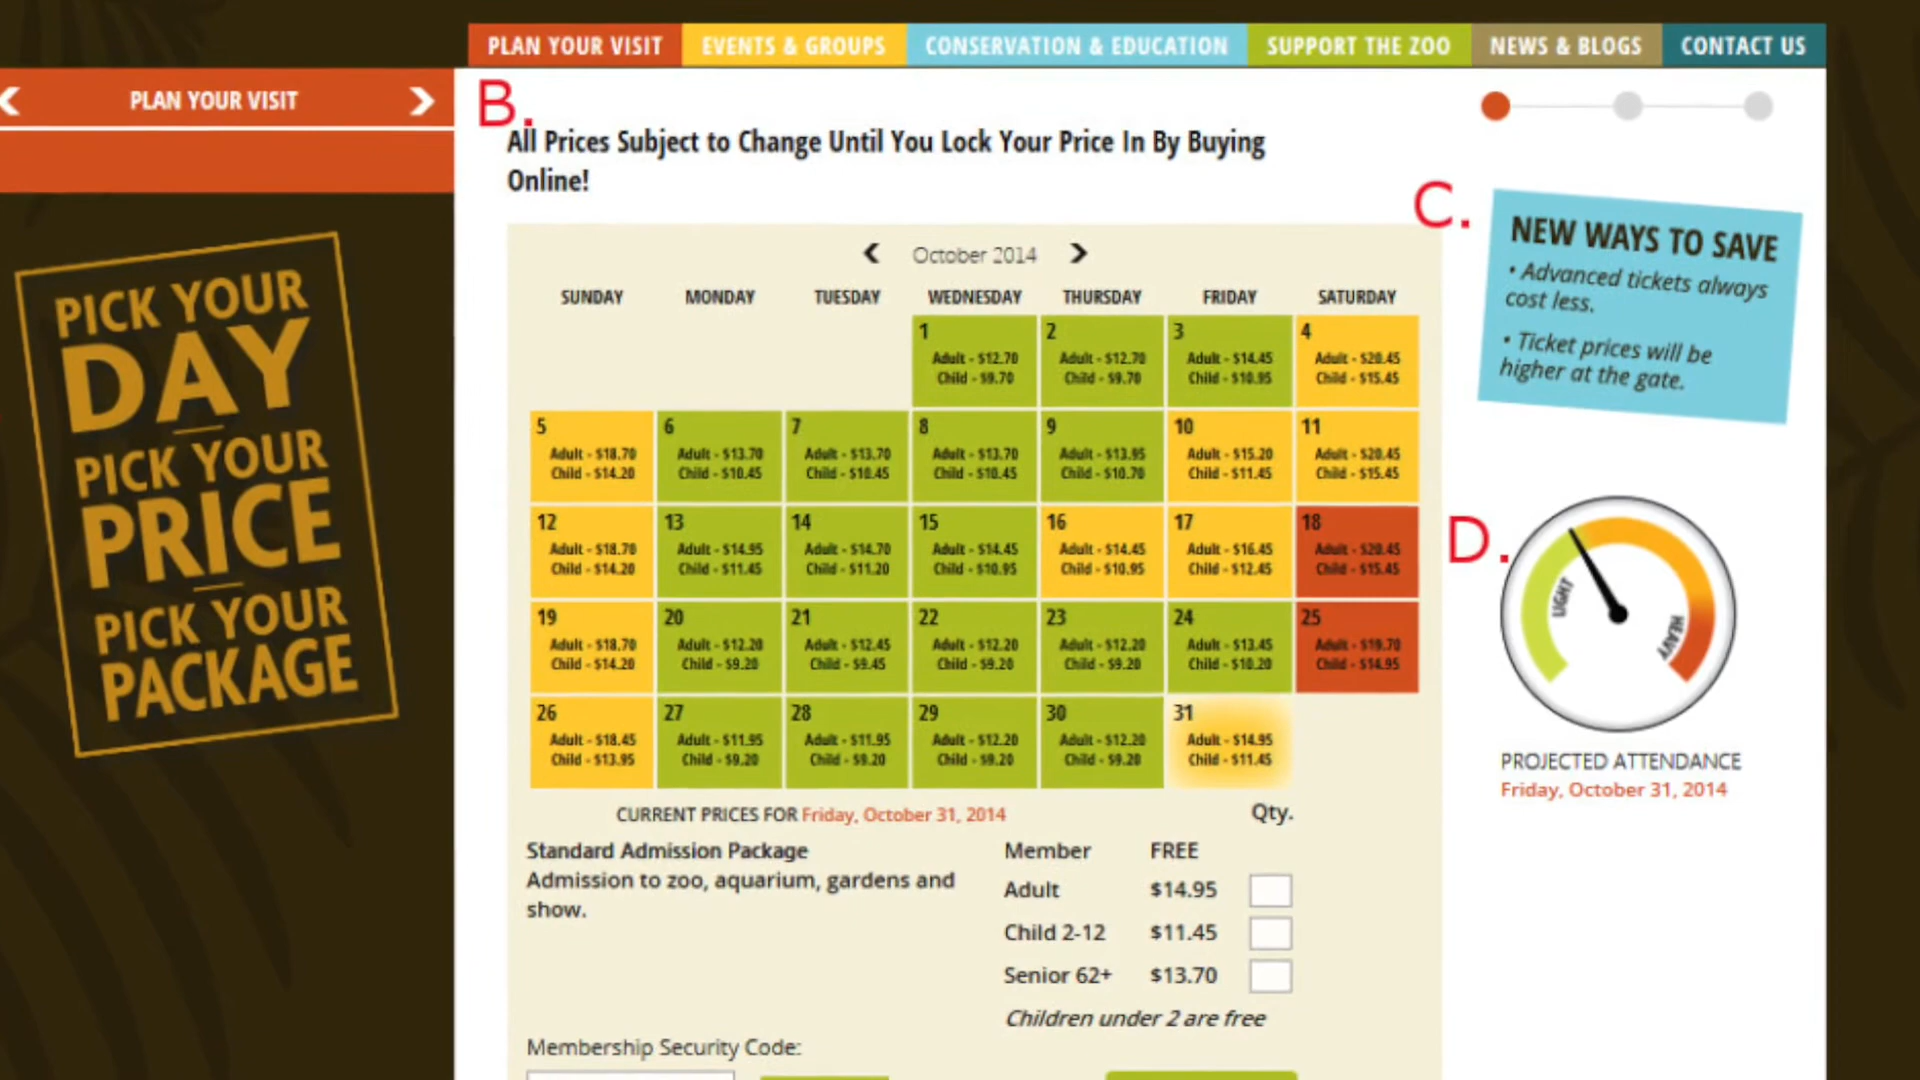 PLAN YOUR VISIT EVENTS & GROUPS CONSERVATION & EDUCATION SUPPORT THE ZOO NEWS & BLOGS CONTACT US
PLAN YOUR VISIT
PICK YOUR
DAY
PICK YOUR
PRICE
PICK YOUR
PACKAGE
B.
All Prices Subject to Change Until You Lock Your Price In By Buying
Online!
October 2014
SUNDAY MONDAY TUESDAY WEDNESDAY THURSDAY FRIDAY SATURDAY
1 2 3 4
Adult - $12.70 Adult - $12.70 Adult - $14.45 Adult - $20.45
Child - $9.70 Child - $9.70 Child - $10.95 Child - $15.45
5 6 7 8 9 10 11
Adult - $18.70 Adult - $13.70 Adult - $13.70 Adult - $13.70 Adult - $13.95 Adult - $15.20 Adult - $20.45
Child - $14.20 Child - $10.45 Child - $10.45 Child - $10.45 Child - $10.70 Child - $11.45 Child - $15.45
12 13 14 15 16 17 18
Adult - $18.70 Adult - $14.95 Adult - $14.70 Adult - $14.45 Adult - $14.45 Adult - $16.45 Adult - $20.45
Child - $14.20 Child - $11.45 Child - $11.20 Child - $10.95 Child - $10.95 Child - $12.45 Child - $15.45
19 20 21 22 23 24 25
Adult - $18.70 Adult - $12.20 Adult - $12.45 Adult - $12.20 Adult - $12.20 Adult - $13.45 Adult - $19.70
Child - $14.20 Child - $9.20 Child - $9.45 Child - $9.20 Child - $9.20 Child - $10.20 Child - $14.95
26 27 28 29 30 31
Adult - $18.45 Adult - $11.95 Adult - $11.95 Adult - $12.20 Adult - $12.20 Adult - $14.95
Child - $13.95 Child - $9.20 Child - $9.20 Child - $9.20 Child - $9.20 Child - $11.45
CURRENT PRICES FOR Friday, October 31, 2014 Qty.
Standard Admission Package
Admission to zoo, aquarium, gardens and
show.
Member FREE
Adult $14.95
Child 2-12 $11.45
Senior 62+ $13.70
Children under 2 are free
Membership Security Code:
C.
NEW WAYS TO SAVE
• Advanced tickets always
cost less.
• Ticket prices will be
higher at the gate.
D.
LIGHT
HEAVY
PROJECTED ATTENDANCE
Friday, October 31, 2014